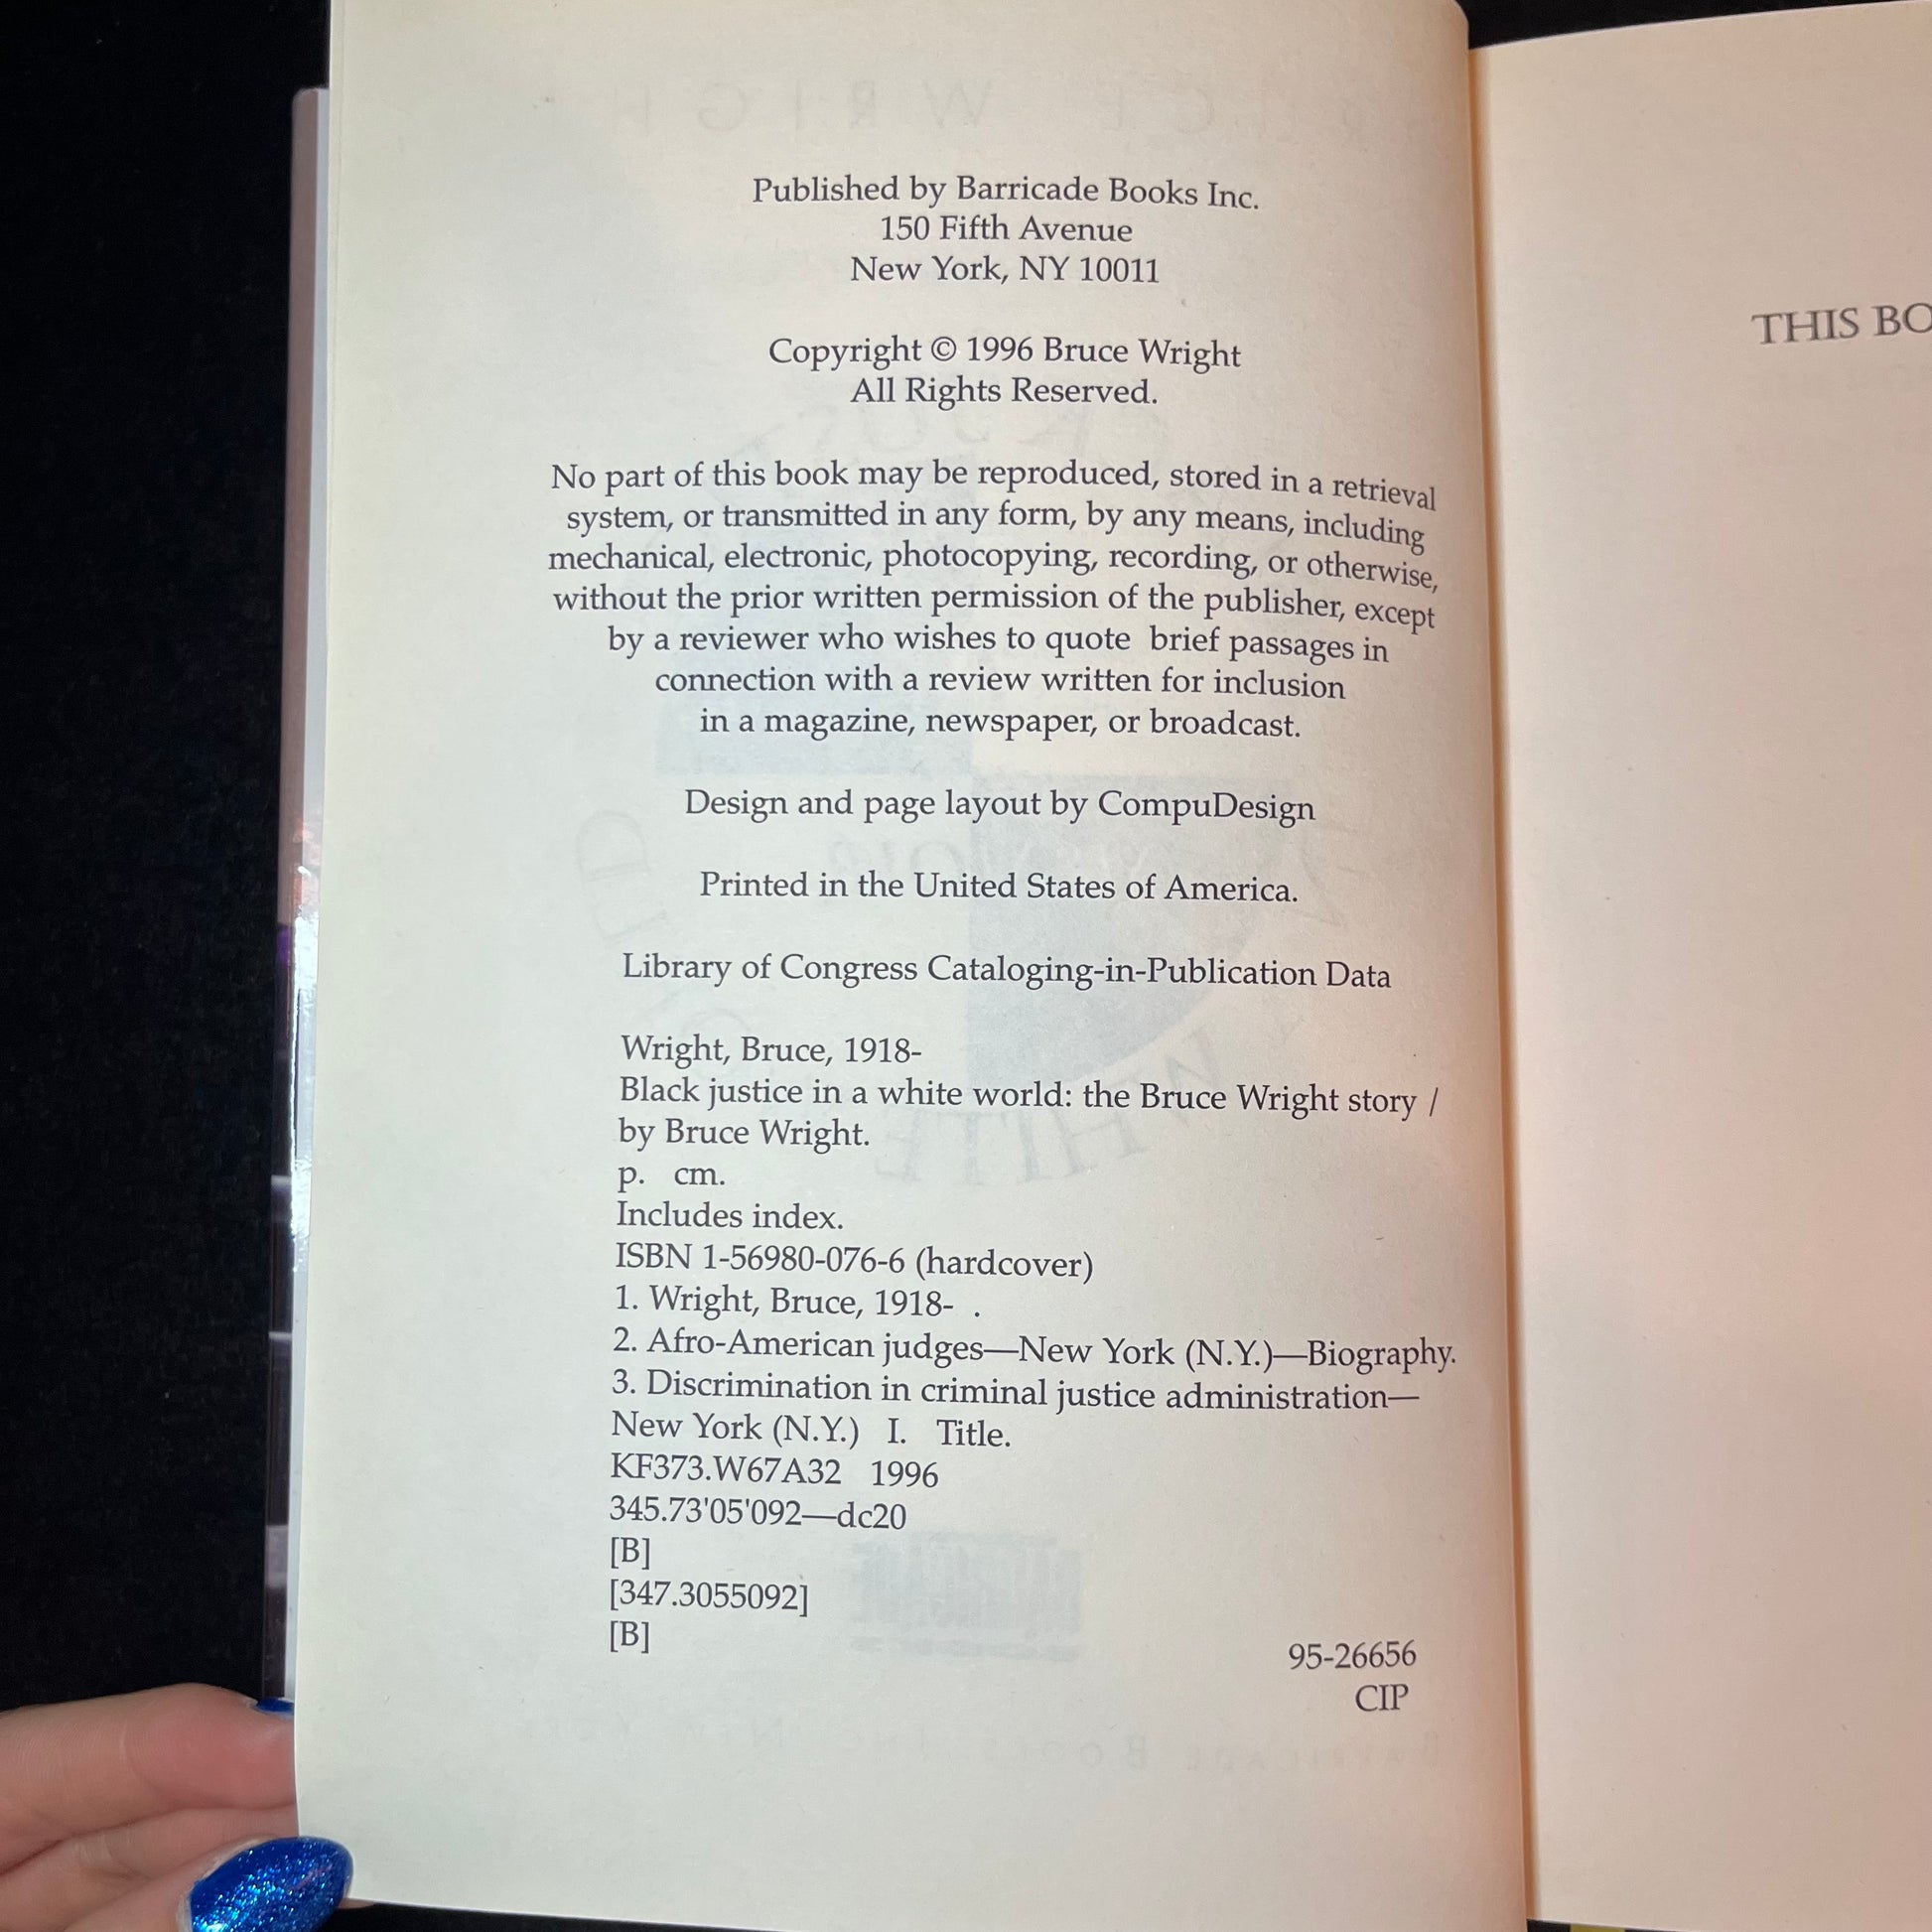 Published by Barricade Books Inc.
150 Fifth Avenue
New York, NY 10011
Copyright © 1996 Bruce Wright
All Rights Reserved.
No part of this book may be reproduced, stored in a retrieval
system, or transmitted in any form, by any means, including
mechanical, electronic, photocopying, recording, or otherwise,
without the prior written permission of the publisher, except
by a reviewer who wishes to quote  brief passages in
connection with a review written for inclusion
in a magazine, newspaper, or broadcast.
Design and page layout by CompuDesign
Printed in the United States of America.
Library of Congress Cataloging-in-Publication Data
Wright, Bruce, 1918-
Black justice in a white world: the Bruce Wright story /
by Bruce Wright.
p.   cm.
Includes index.
ISBN 1-56980-076-6 (hardcover)
1. Wright, Bruce, 1918-  .
2. Afro-American judges—New York (N.Y.)—Biography.
3. Discrimination in criminal justice administration—
New York (N.Y.)   I.   Title.
KF373.W67A32   1996
345.73'05'092—dc20
[B]
[347.3055092]
[B]
95-26656
CIP
THIS BO